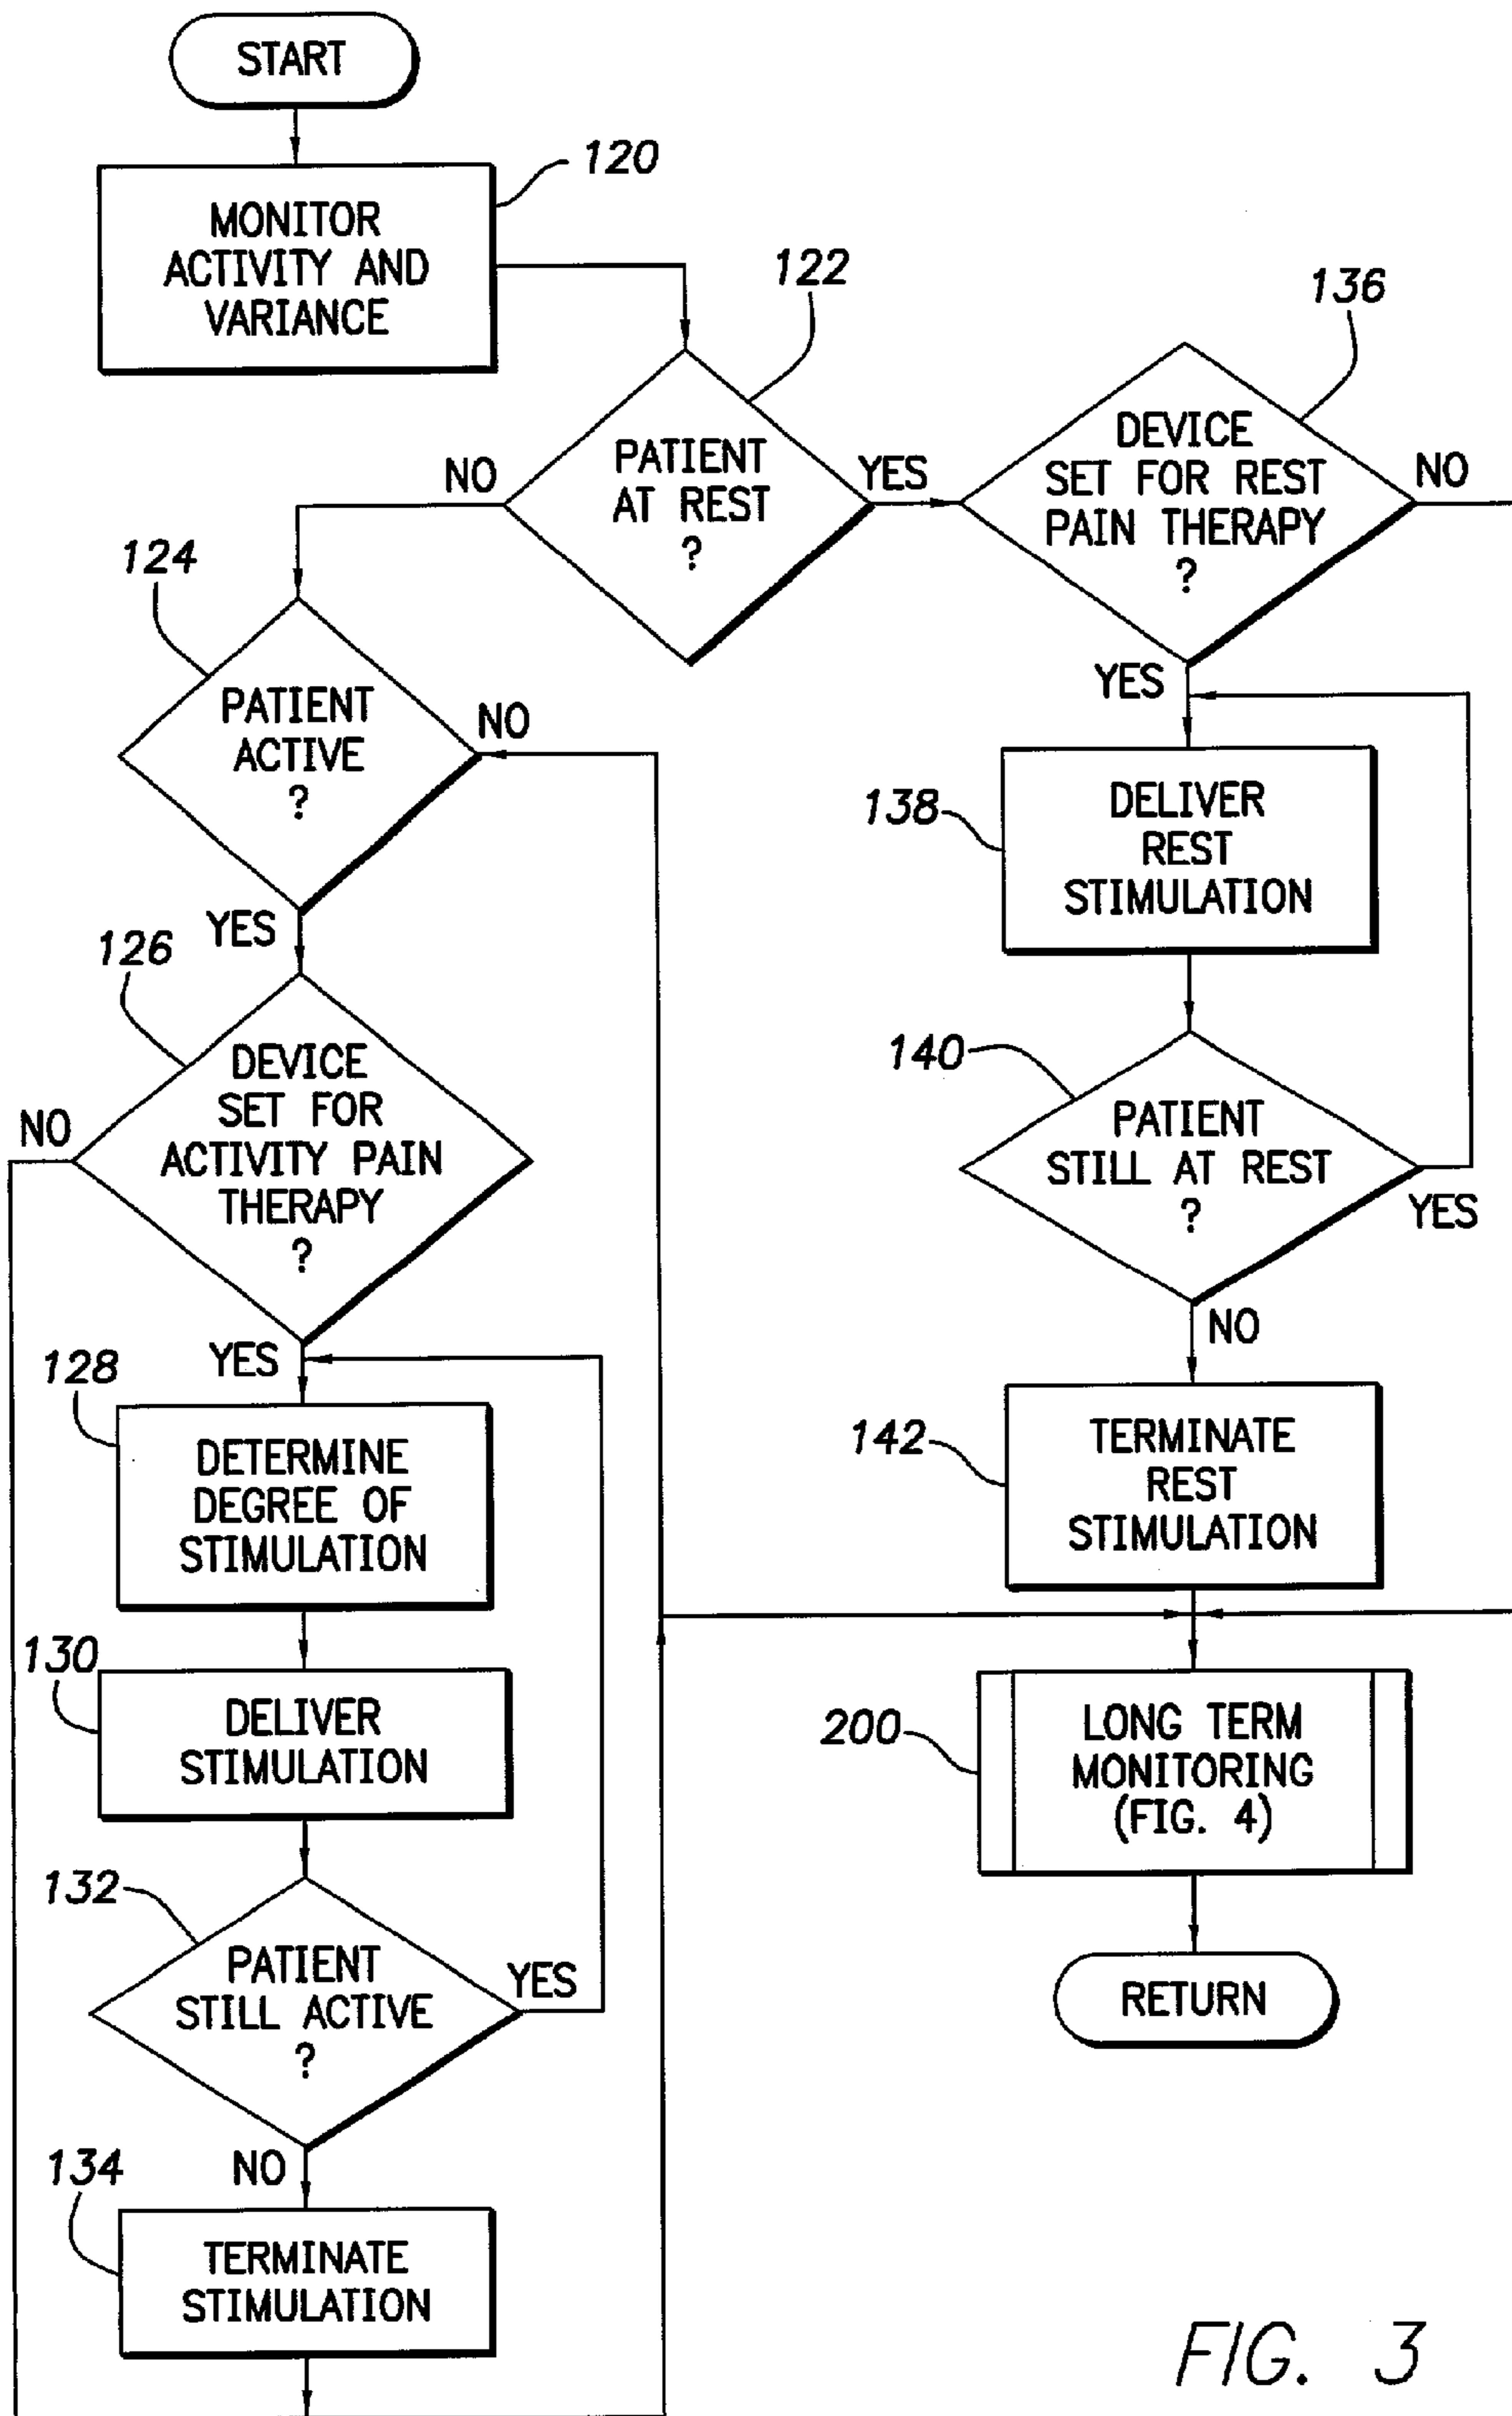 START
120
MONITOR
ACTIVITY AND
VARIANCE
122
PATIENT
AT REST
?
NO
YES
136
DEVICE
SET FOR REST
PAIN THERAPY
?
NO
YES
124
PATIENT
ACTIVE
?
NO
YES
126
DEVICE
SET FOR
ACTIVITY PAIN
THERAPY
?
NO
YES
128
DETERMINE
DEGREE OF
STIMULATION
130
DELIVER
STIMULATION
132
PATIENT
STILL ACTIVE
?
YES
NO
134
TERMINATE
STIMULATION
138
DELIVER
REST
STIMULATION
140
PATIENT
STILL AT REST
?
YES
NO
142
TERMINATE
REST
STIMULATION
200
LONG TERM
MONITORING
(FIG. 4)
RETURN
FIG. 3